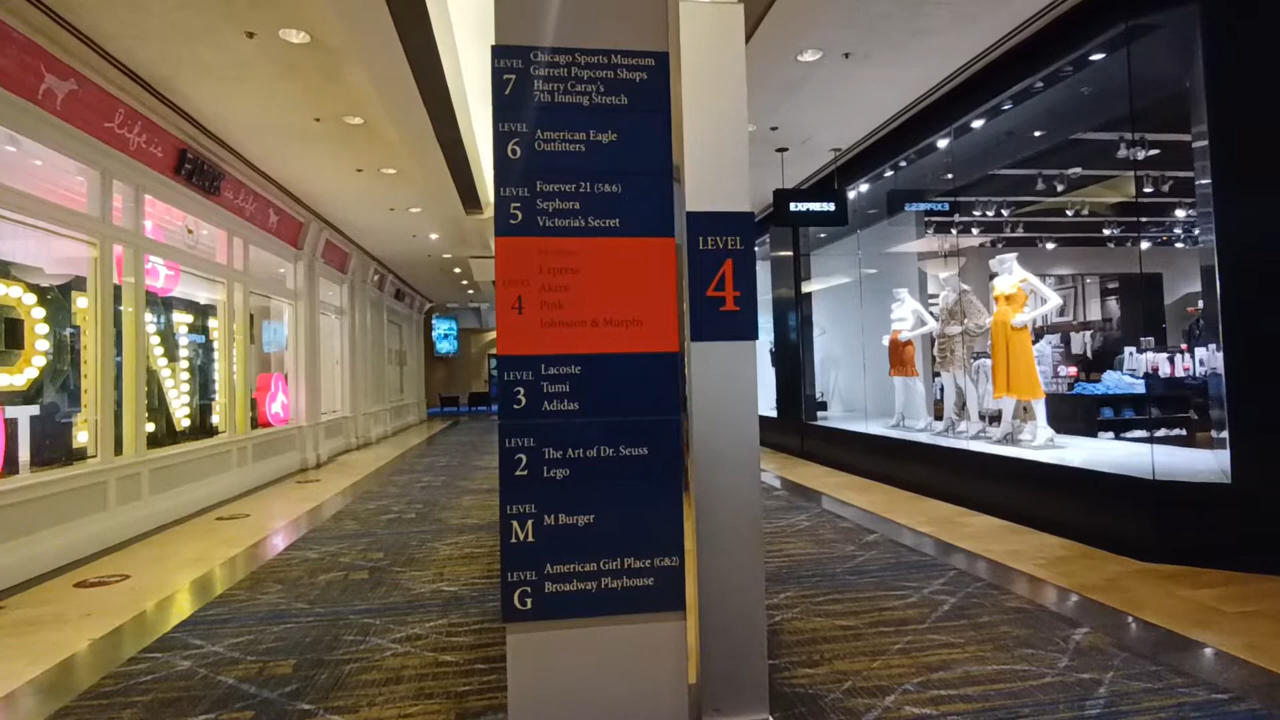 life is
PINK
is life
LEVEL
7
Chicago Sports Museum
Garrett Popcorn Shops
Harry Caray's
7th Inning Stretch
LEVEL
6
American Eagle
Outfitters
LEVEL
5
Forever 21 (5&6)
Sephora
Victoria's Secret
LEVEL
4
Express
Akira
Pink
Johnston & Murphy
LEVEL
3
Lacoste
Tumi
Adidas
LEVEL
2
The Art of Dr. Seuss
Lego
LEVEL
M
M Burger
LEVEL
G
American Girl Place (G&2)
Broadway Playhouse
LEVEL
4
EXPRESS
EXPRESS